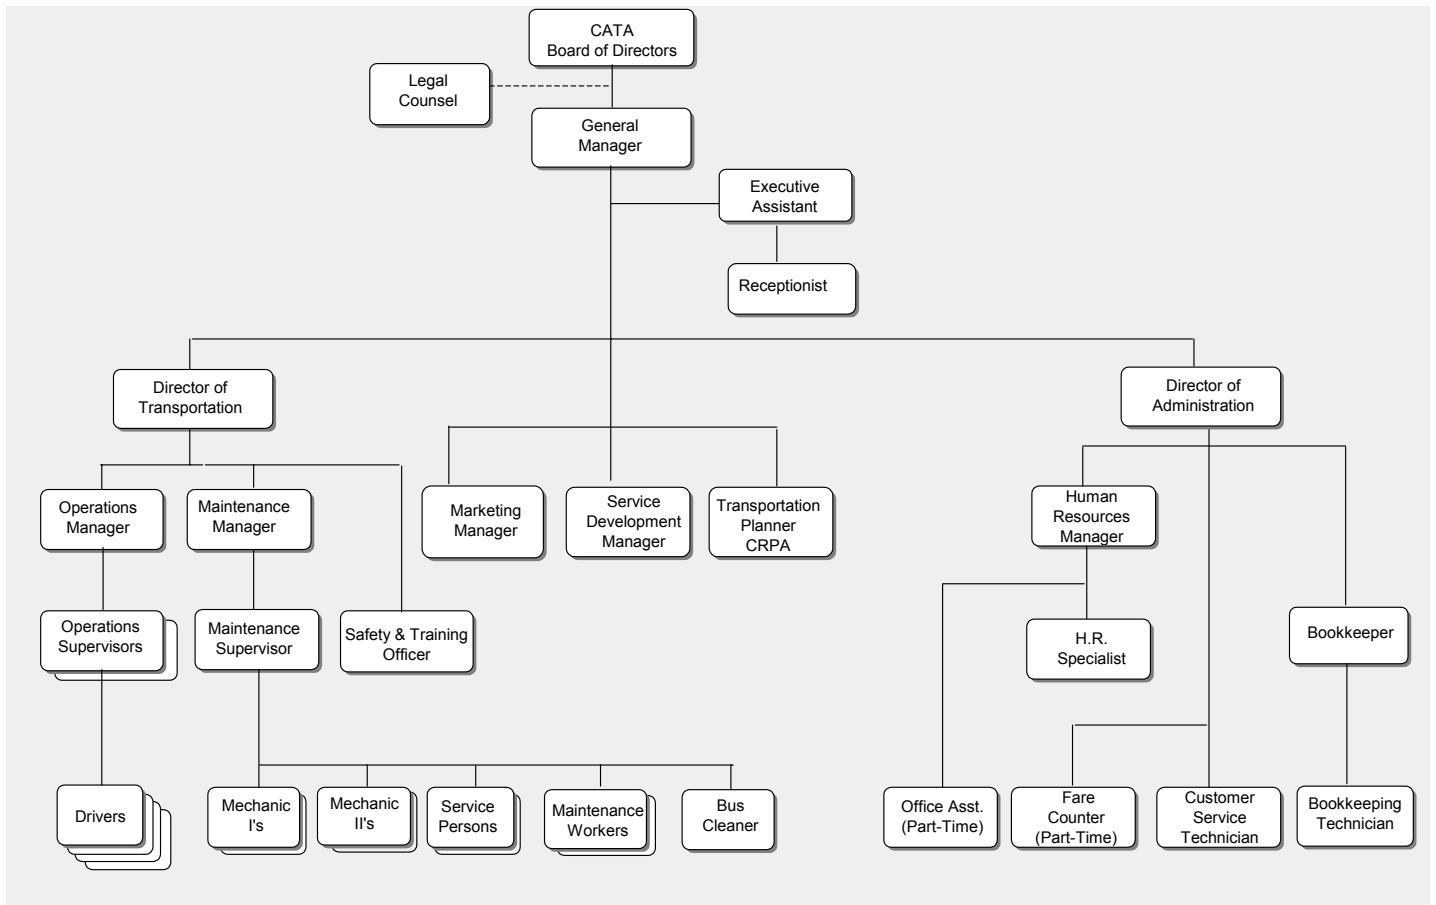 CATA
Board of Directors
Legal
Counsel
General
Manager
Executive
Assistant
Receptionist
Director of
Transportation
Director of
Administration
Operations
Manager
Maintenance
Manager
Marketing
Manager
Service
Development
Manager
Transportation
Planner
CRPA
Human
Resources
Manager
Operations
Supervisors
Maintenance
Supervisor
Safety & Training
Officer
H.R.
Specialist
Bookkeeper
Drivers
Mechanic
I's
Mechanic
II's
Service
Persons
Maintenance
Workers
Bus
Cleaner
Office Asst.
(Part-Time)
Fare
Counter
(Part-Time)
Customer
Service
Technician
Bookkeeping
Technician